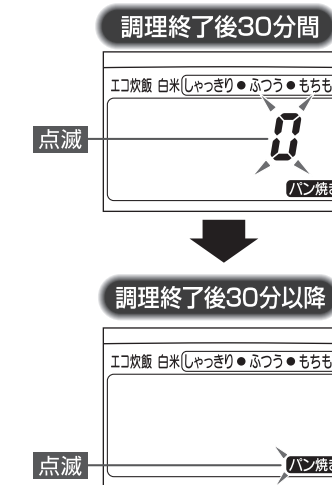 調理終了後30分間
エコ炊飯 白米 しゃっきり●ふつう●もちも
点滅
0
パン焼き
調理終了後30分以降
エコ炊飯 白米 しゃっきり●ふつう●もちも
点滅
パン焼き